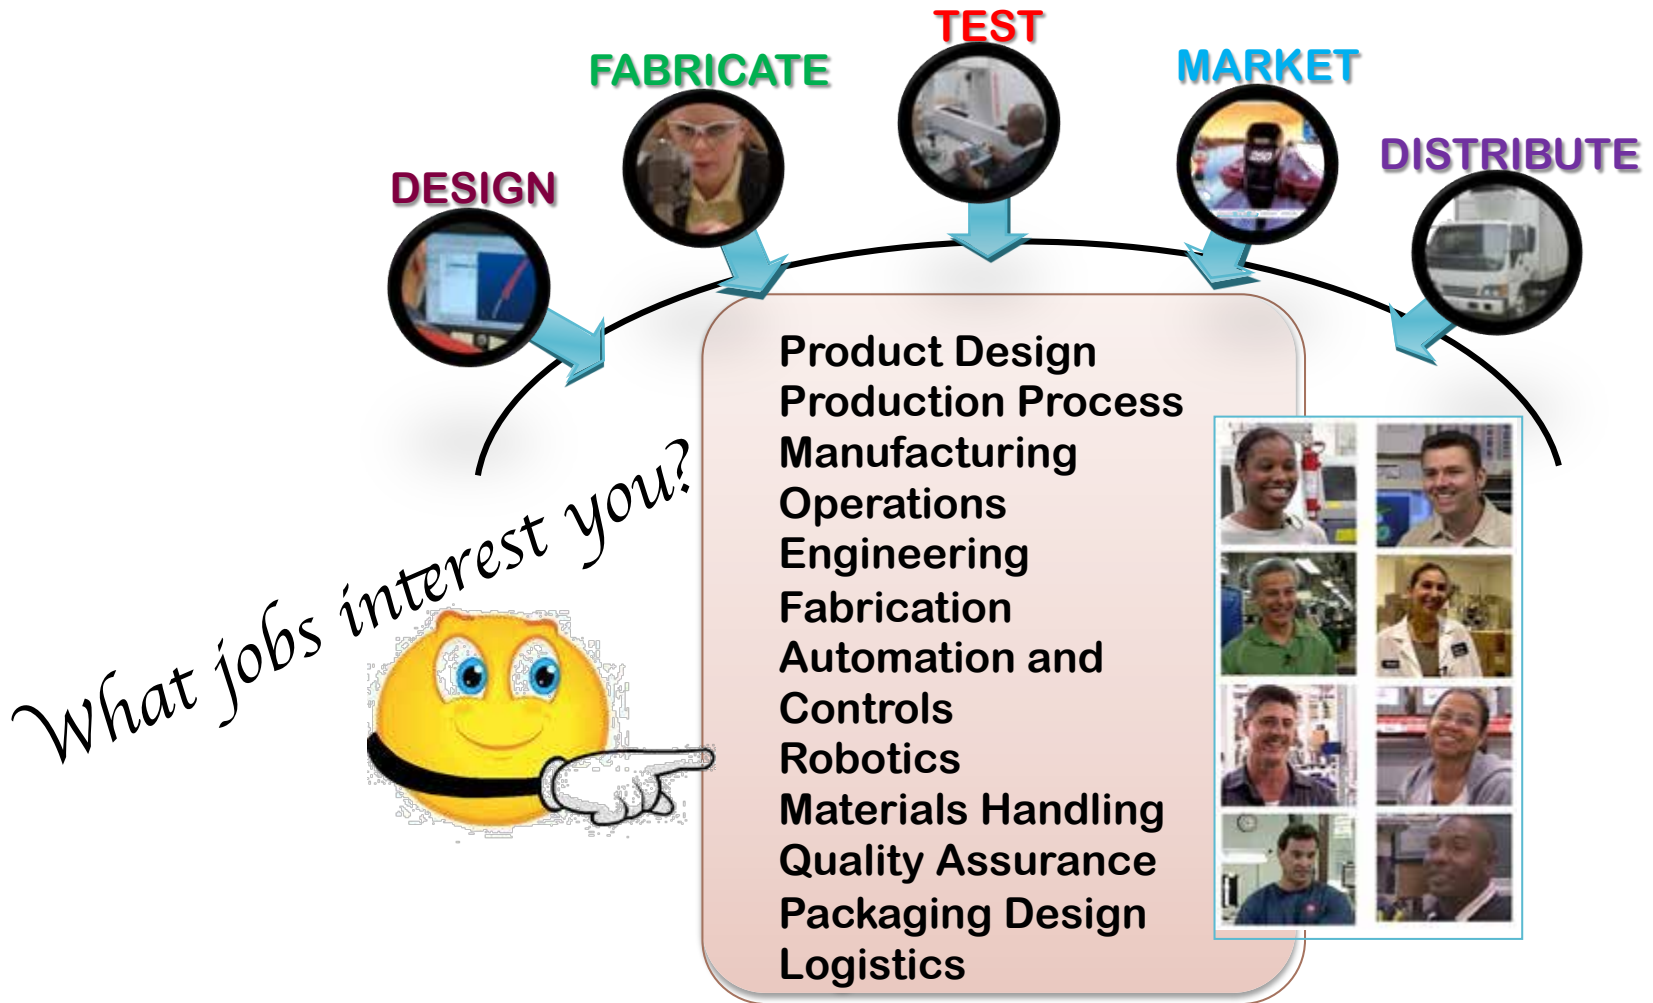 TEST
FABRICATE
MARKET
DISTRIBUTE
DESIGN
What jobs interest you?
Product Design
Production Process
Manufacturing
Operations
Engineering
Fabrication
Automation and
Controls
Robotics
Materials Handling
Quality Assurance
Packaging Design
Logistics